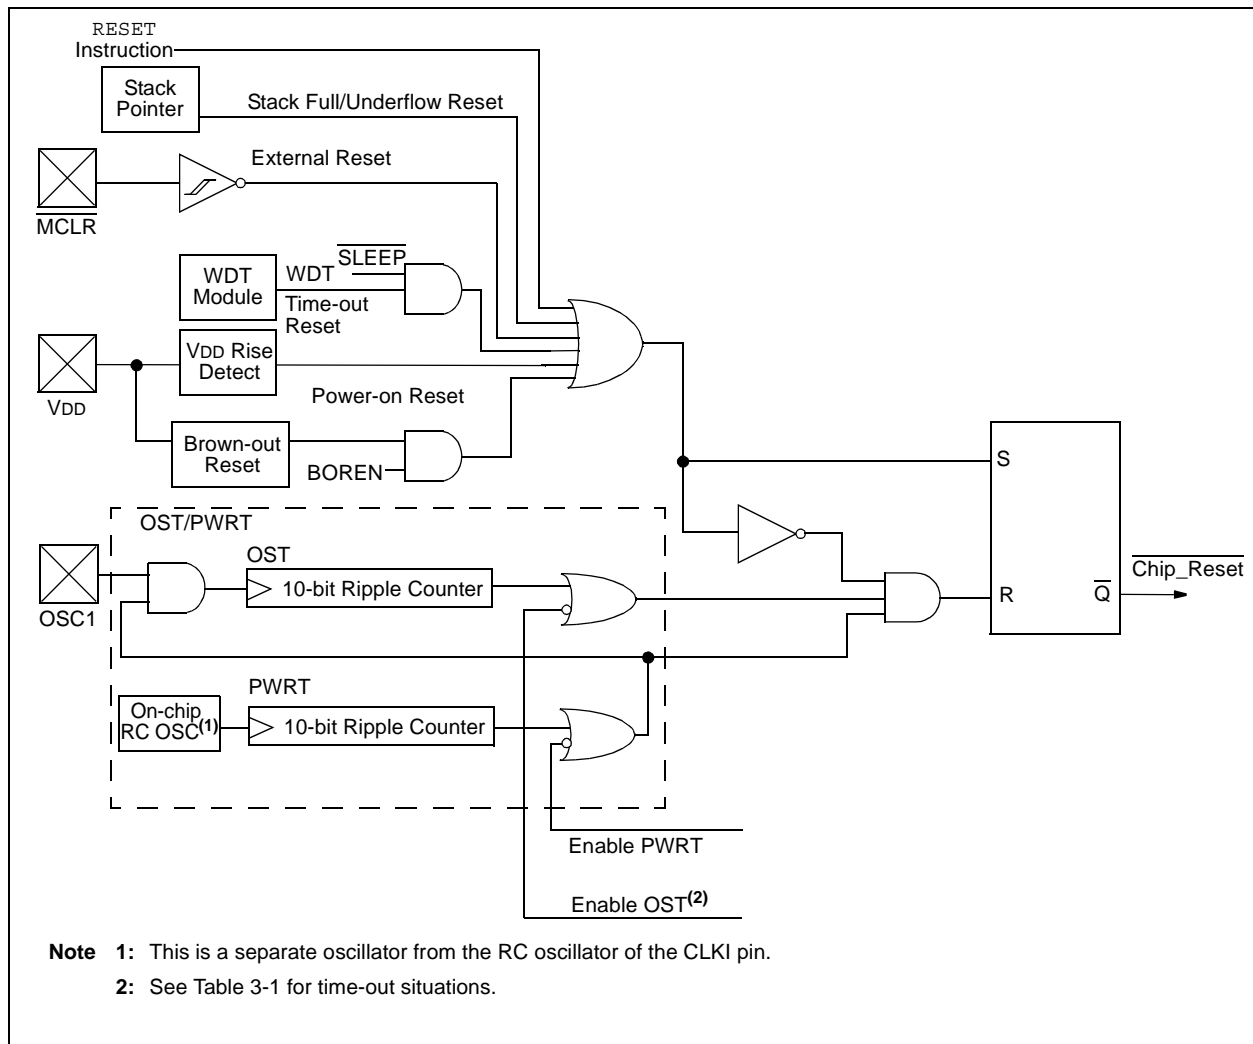 RESET
Instruction
Stack
Pointer
Stack Full/Underflow Reset
External Reset
MCLR
SLEEP
WDT
Module
WDT
Time-out
Reset
VDD Rise
Detect
VDD
Power-on Reset
Brown-out
Reset
BOREN
S
OST/PWRT
OST
10-bit Ripple Counter
OSC1
R
Q
Chip_Reset
PWRT
On-chip
RC OSC(1)
10-bit Ripple Counter
Enable PWRT
Enable OST(2)
Note 1: This is a separate oscillator from the RC oscillator of the CLKI pin.
2: See Table 3-1 for time-out situations.